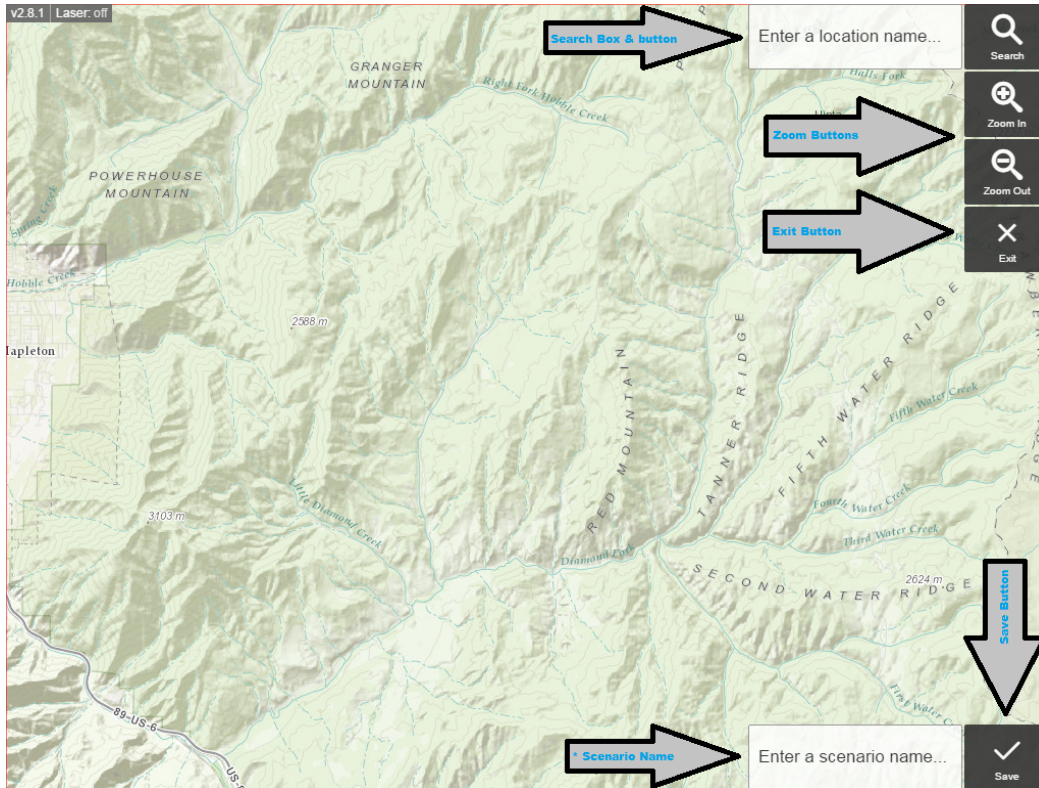 v2.8.1 Laser: off
Search Box & button
Enter a location name...
Search
GRANGER
MOUNTAIN
Right Fork Hobble Creek
Halls Fork
Zoom In
Zoom Buttons
POWERHOUSE
MOUNTAIN
Zoom Out
Spring Creek
Exit Button
Exit
Hobble Creek
2588 m
Mapleton
RED MOUNTAIN
TANNER RIDGE
FIFTH WATER RIDGE
Fifth Water Creek
Little Diamond Creek
3103 m
Fourth Water Creek
Third Water Creek
Diamond Fork
SECOND WATER RIDGE
2624 m
Save Button
First Water
89-US-6
* Scenario Name
Enter a scenario name...
Save